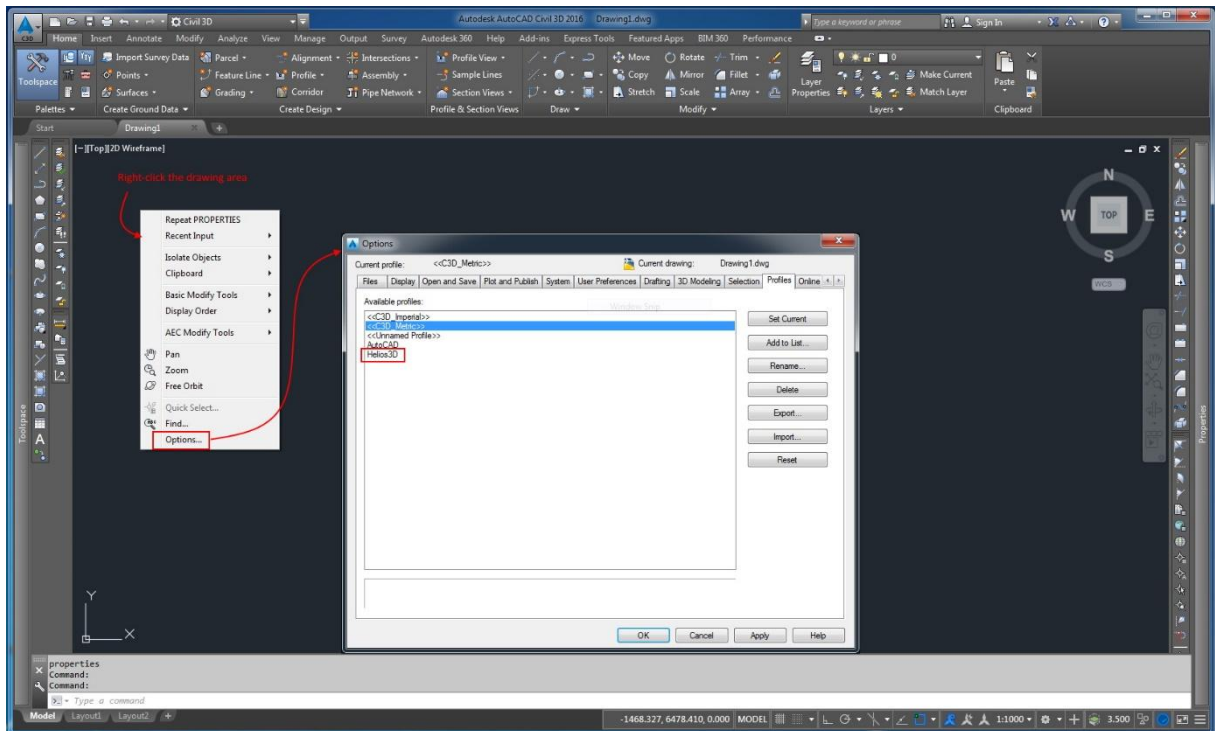 Civil 3D
Autodesk AutoCAD Civil 3D 2016 Drawing1.dwg
Type a keyword or phrase
Sign In
C3D
Home Insert Annotate Modify Analyze View Manage Output Survey Autodesk 360 Help Add-ins Express Tools Featured Apps BIM 360 Performance
Toolspace
Import Survey Data
Points
Surfaces
Parcel
Feature Line
Grading
Alignment
Profile
Corridor
Intersections
Assembly
Pipe Network
Profile View
Sample Lines
Section Views
Move Rotate Trim
Copy Mirror Fillet
Stretch Scale Array
Layer
Properties
0
Make Current
Match Layer
Paste
Palettes Create Ground Data Create Design Profile & Section Views Draw Modify Layers Clipboard
Start Drawing1
[-][Top][2D Wireframe]
Right-click the drawing area
Repeat PROPERTIES
Recent Input
Isolate Objects
Clipboard
Basic Modify Tools
Display Order
AEC Modify Tools
Pan
Zoom
Free Orbit
Quick Select...
Find...
Options...
Options
Current profile: <<C3D_Metric>> Current drawing: Drawing1.dwg
Files Display Open and Save Plot and Publish System User Preferences Drafting 3D Modeling Selection Profiles Online
Available profiles:
Window Snip
<<C3D_Imperial>>
<<C3D_Metric>>
<<Unnamed Profile>>
AutoCAD
Helios3D
Set Current
Add to List...
Rename...
Delete
Export...
Import...
Reset
OK Cancel Apply Help
N
W TOP E
S
WCS
Toolspace
Properties
Y
X
properties
Command:
Command:
Type a command
Model Layout1 Layout2
-1468.327, 6478.410, 0.000 MODEL 1:1000 3.500